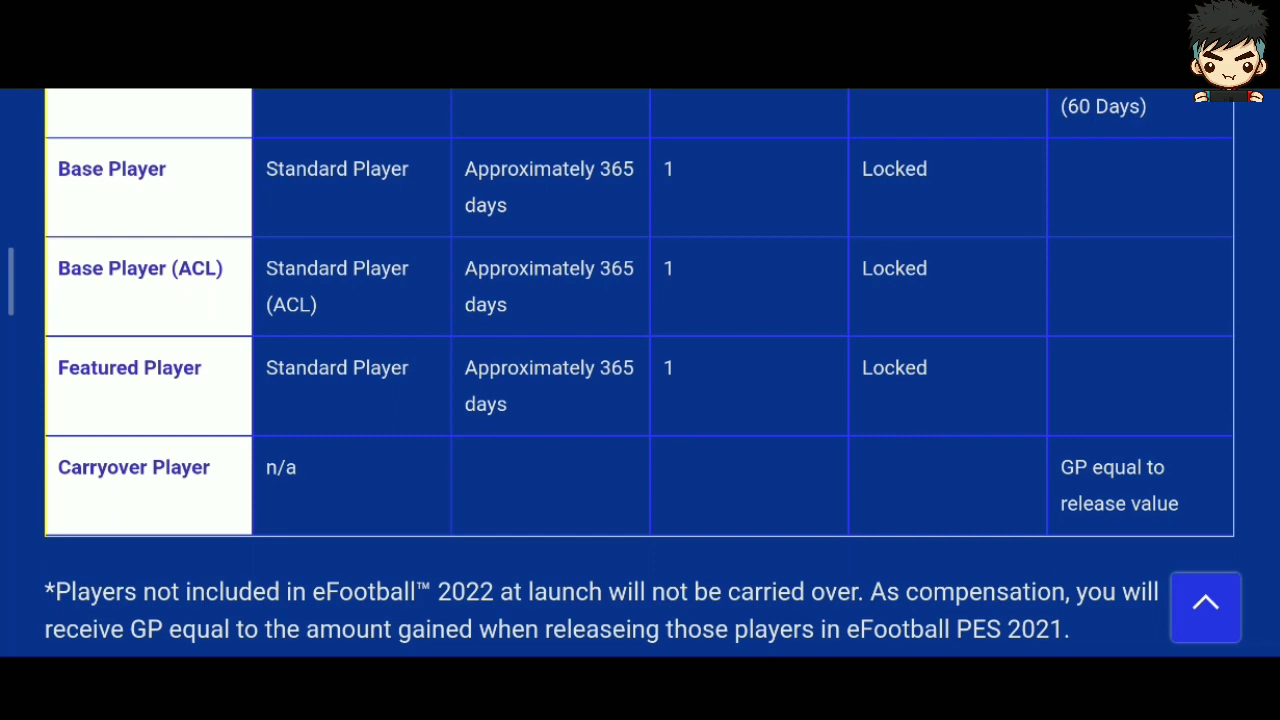 (60 Days)
Base Player Standard Player Approximately 365 1 Locked
days
Base Player (ACL) Standard Player Approximately 365 1 Locked
(ACL) days
Featured Player Standard Player Approximately 365 1 Locked
days
Carryover Player n/a GP equal to
release value
*Players not included in eFootball™ 2022 at launch will not be carried over. As compensation, you will
receive GP equal to the amount gained when releaseing those players in eFootball PES 2021.